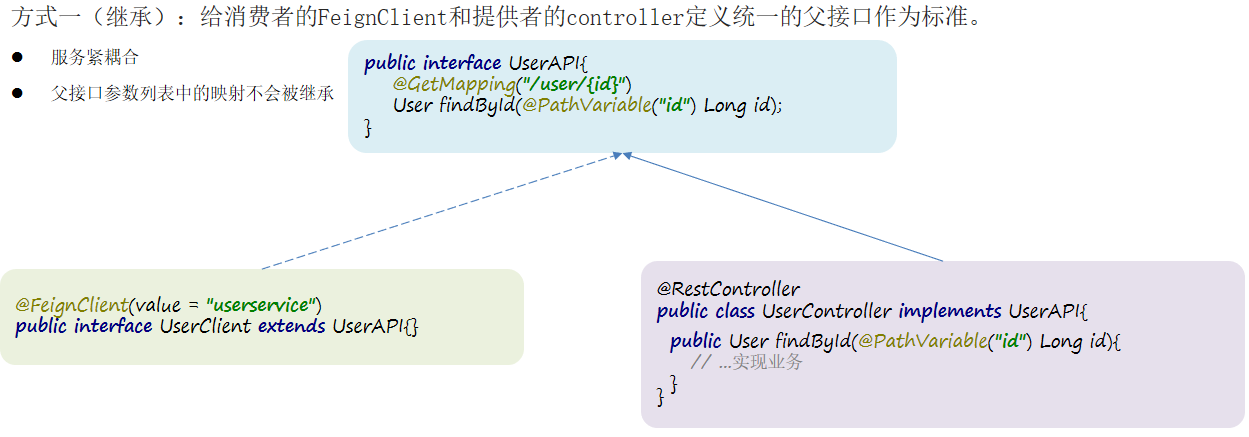 方式一（继承）：给消费者的FeignClient和提供者的controller定义统一的父接口作为标准。
● 服务紧耦合
● 父接口参数列表中的映射不会被继承
public interface UserAPI{
@GetMapping("/user/{id}")
User findById(@PathVariable("id") Long id);
}
@FeignClient(value = "userservice")
public interface UserClient extends UserAPI{}
@RestController
public class UserController implements UserAPI{
public User findById(@PathVariable("id") Long id){
// ...实现业务
}
}